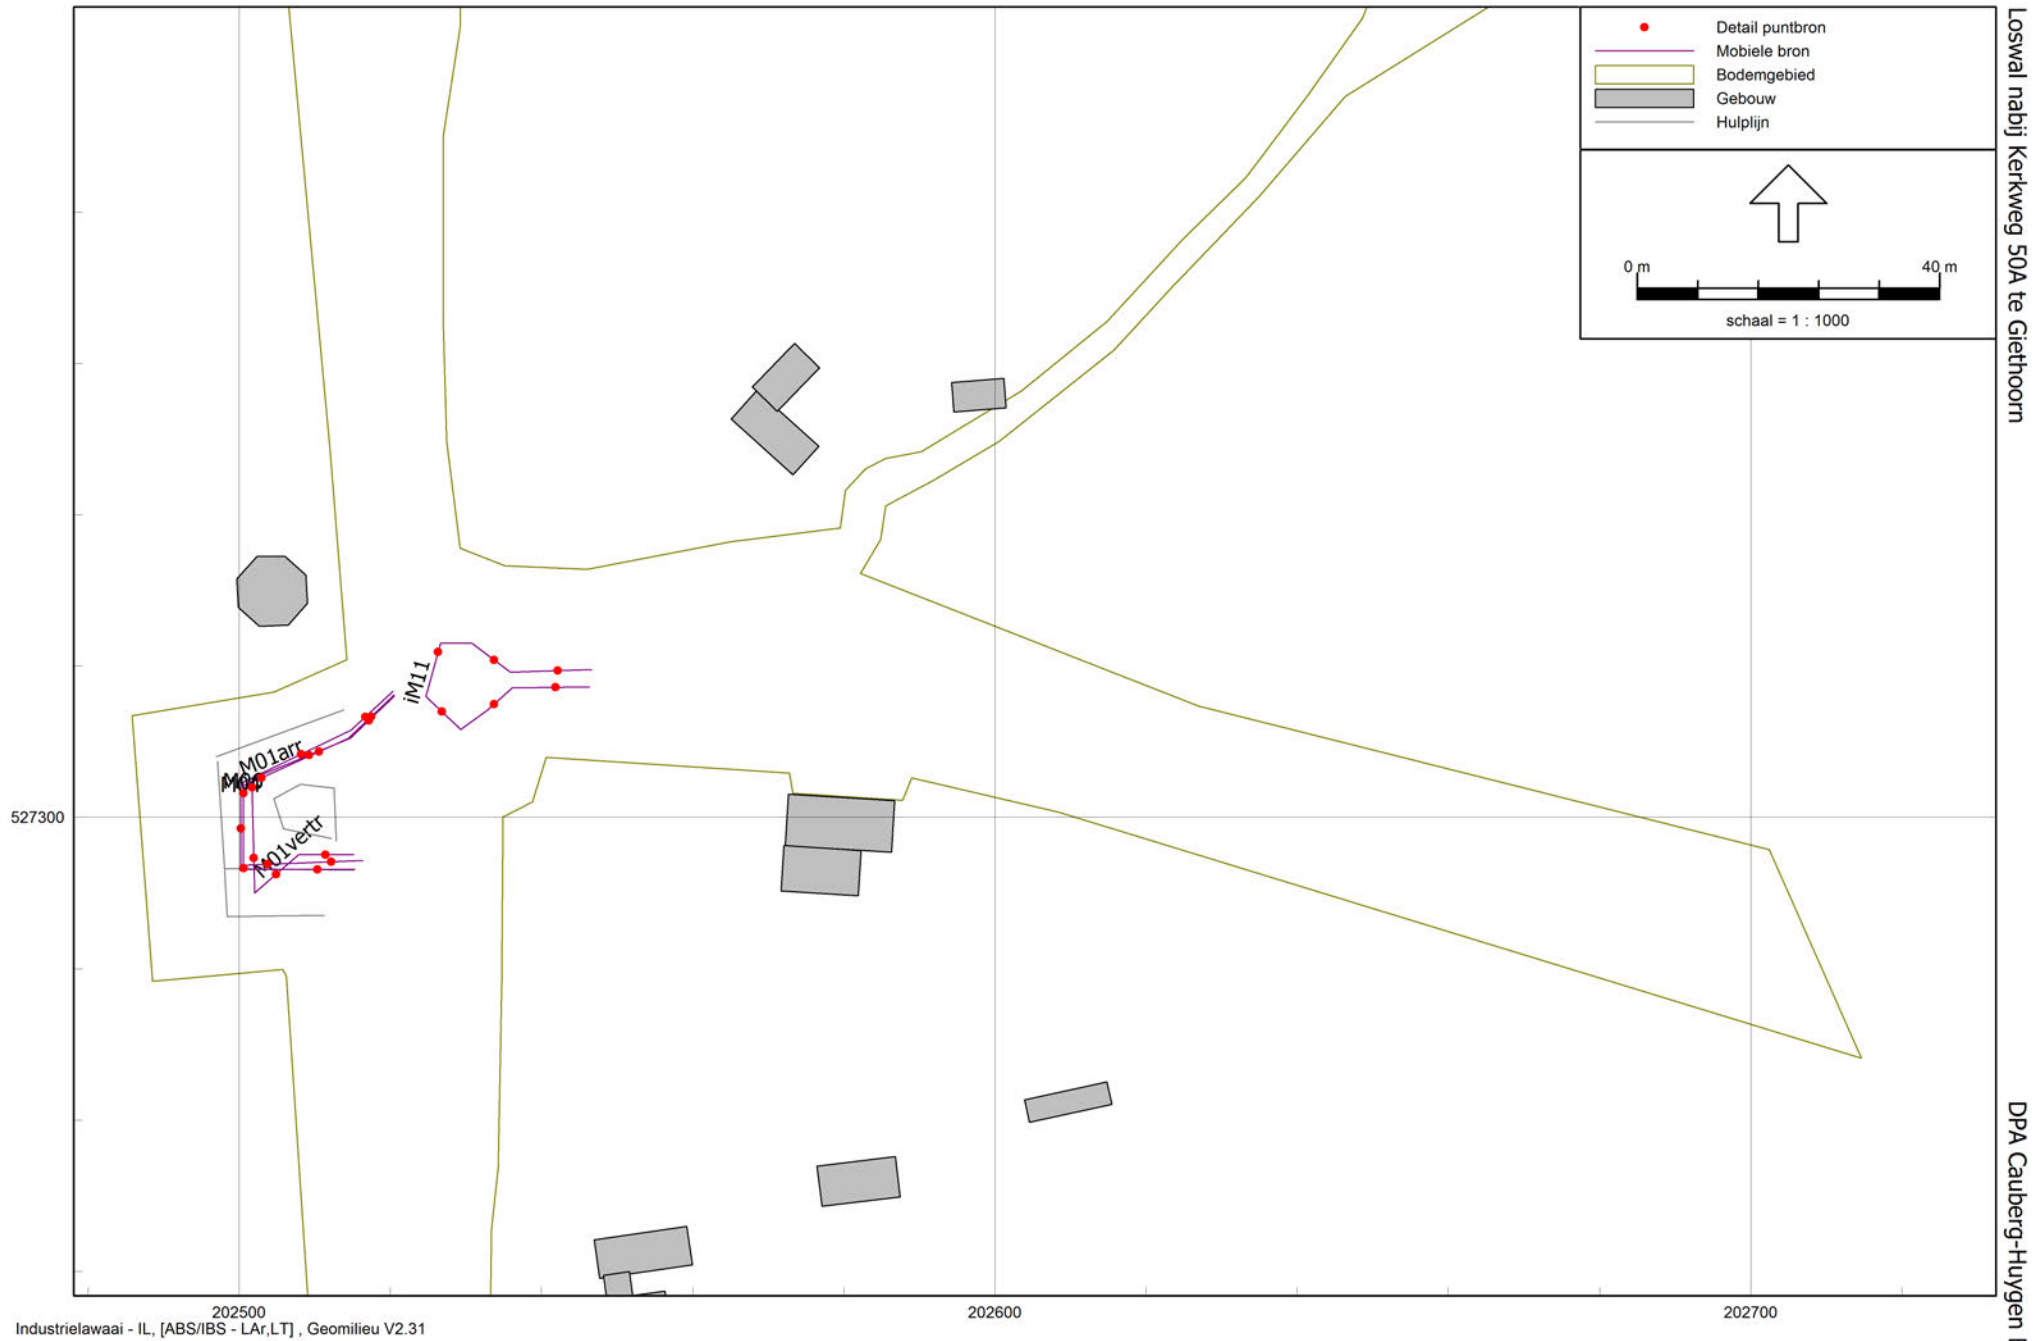 Detail puntbron
Mobiele bron
Bodemgebied
Gebouw
Hulplijn
0 m 40 m
schaal = 1 : 1000
Loswal nabij Kerkweg 50A te Giethoorn
DPA Cauberg-Huygen
iM11
M01arr
M01vertr
527300
202500 202600 202700
Industrielawaai - IL, [ABS/IBS - LAr,LT] , Geomilieu V2.31